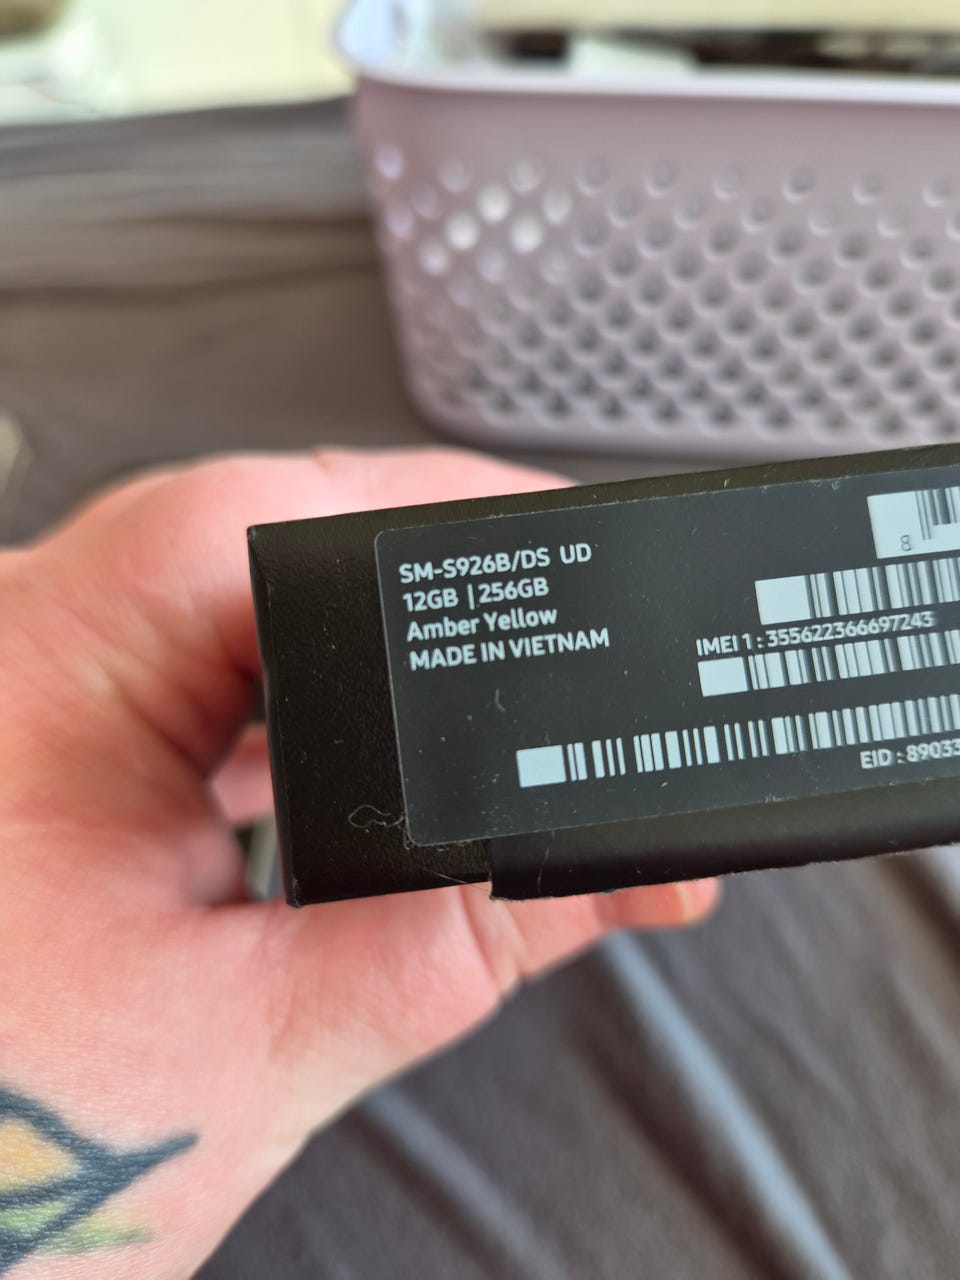 SM-S926B/DS UD
12GB | 256GB
Amber Yellow
MADE IN VIETNAM
8
IMEI 1 : 355622366697243
EID : 89033